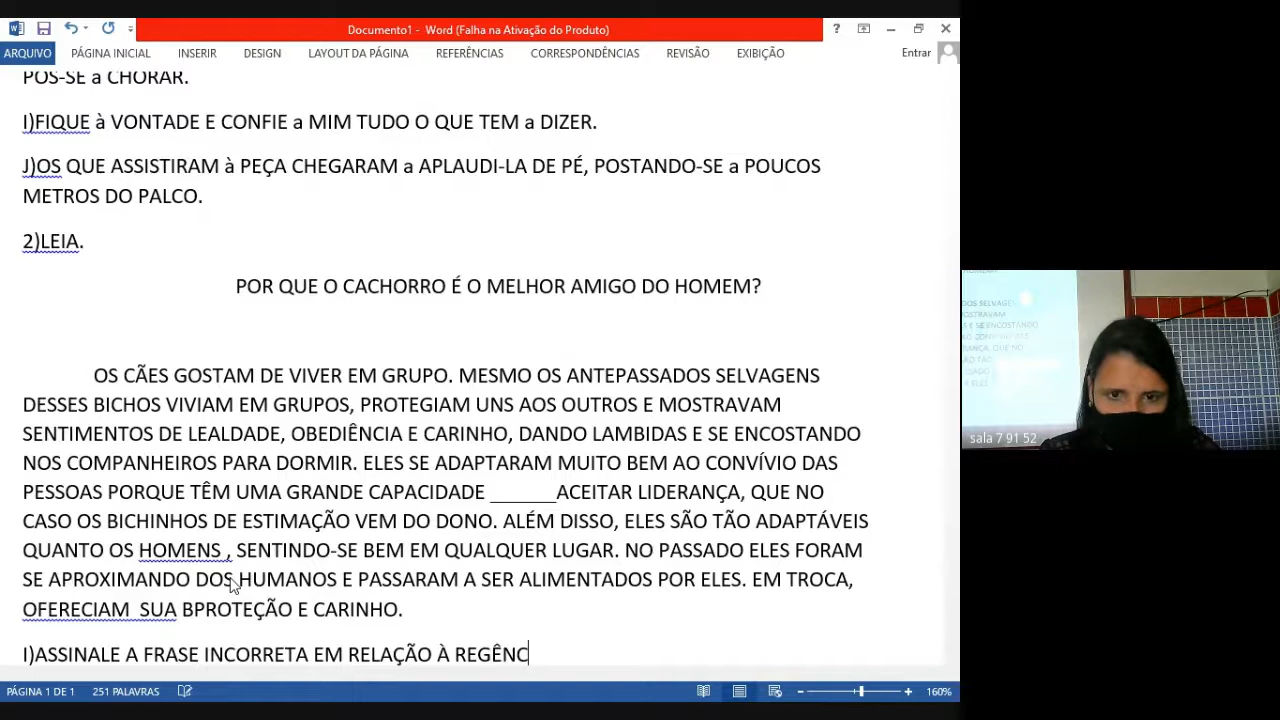 Documento1 - Word (Falha na Ativação do Produto)
?
ARQUIVO PÁGINA INICIAL INSERIR DESIGN LAYOUT DA PÁGINA REFERÊNCIAS CORRESPONDÊNCIAS REVISÃO EXIBIÇÃO Entrar
PÔS-SE a CHORAR.
I)FIQUE à VONTADE E CONFIE a MIM TUDO O QUE TEM a DIZER.
J)OS QUE ASSISTIRAM à PEÇA CHEGARAM a APLAUDI-LA DE PÉ, POSTANDO-SE a POUCOS
METROS DO PALCO.
2)LEIA.
POR QUE O CACHORRO É O MELHOR AMIGO DO HOMEM?
OS CÃES GOSTAM DE VIVER EM GRUPO. MESMO OS ANTEPASSADOS SELVAGENS
DESSES BICHOS VIVIAM EM GRUPOS, PROTEGIAM UNS AOS OUTROS E MOSTRAVAM
SENTIMENTOS DE LEALDADE, OBEDIÊNCIA E CARINHO, DANDO LAMBIDAS E SE ENCOSTANDO
NOS COMPANHEIROS PARA DORMIR. ELES SE ADAPTARAM MUITO BEM AO CONVÍVIO DAS
PESSOAS PORQUE TÊM UMA GRANDE CAPACIDADE ______ACEITAR LIDERANÇA, QUE NO
CASO OS BICHINHOS DE ESTIMAÇÃO VEM DO DONO. ALÉM DISSO, ELES SÃO TÃO ADAPTÁVEIS
QUANTO OS HOMENS , SENTINDO-SE BEM EM QUALQUER LUGAR. NO PASSADO ELES FORAM
SE APROXIMANDO DOS HUMANOS E PASSARAM A SER ALIMENTADOS POR ELES. EM TROCA,
OFERECIAM SUA BPROTEÇÃO E CARINHO.
I)ASSINALE A FRASE INCORRETA EM RELAÇÃO À REGÊNC
PÁGINA 1 DE 1 251 PALAVRAS 160%
DOS SELVAGENS
MOSTRAVAM
E SE ENCOSTANDO
sala 7 91 52